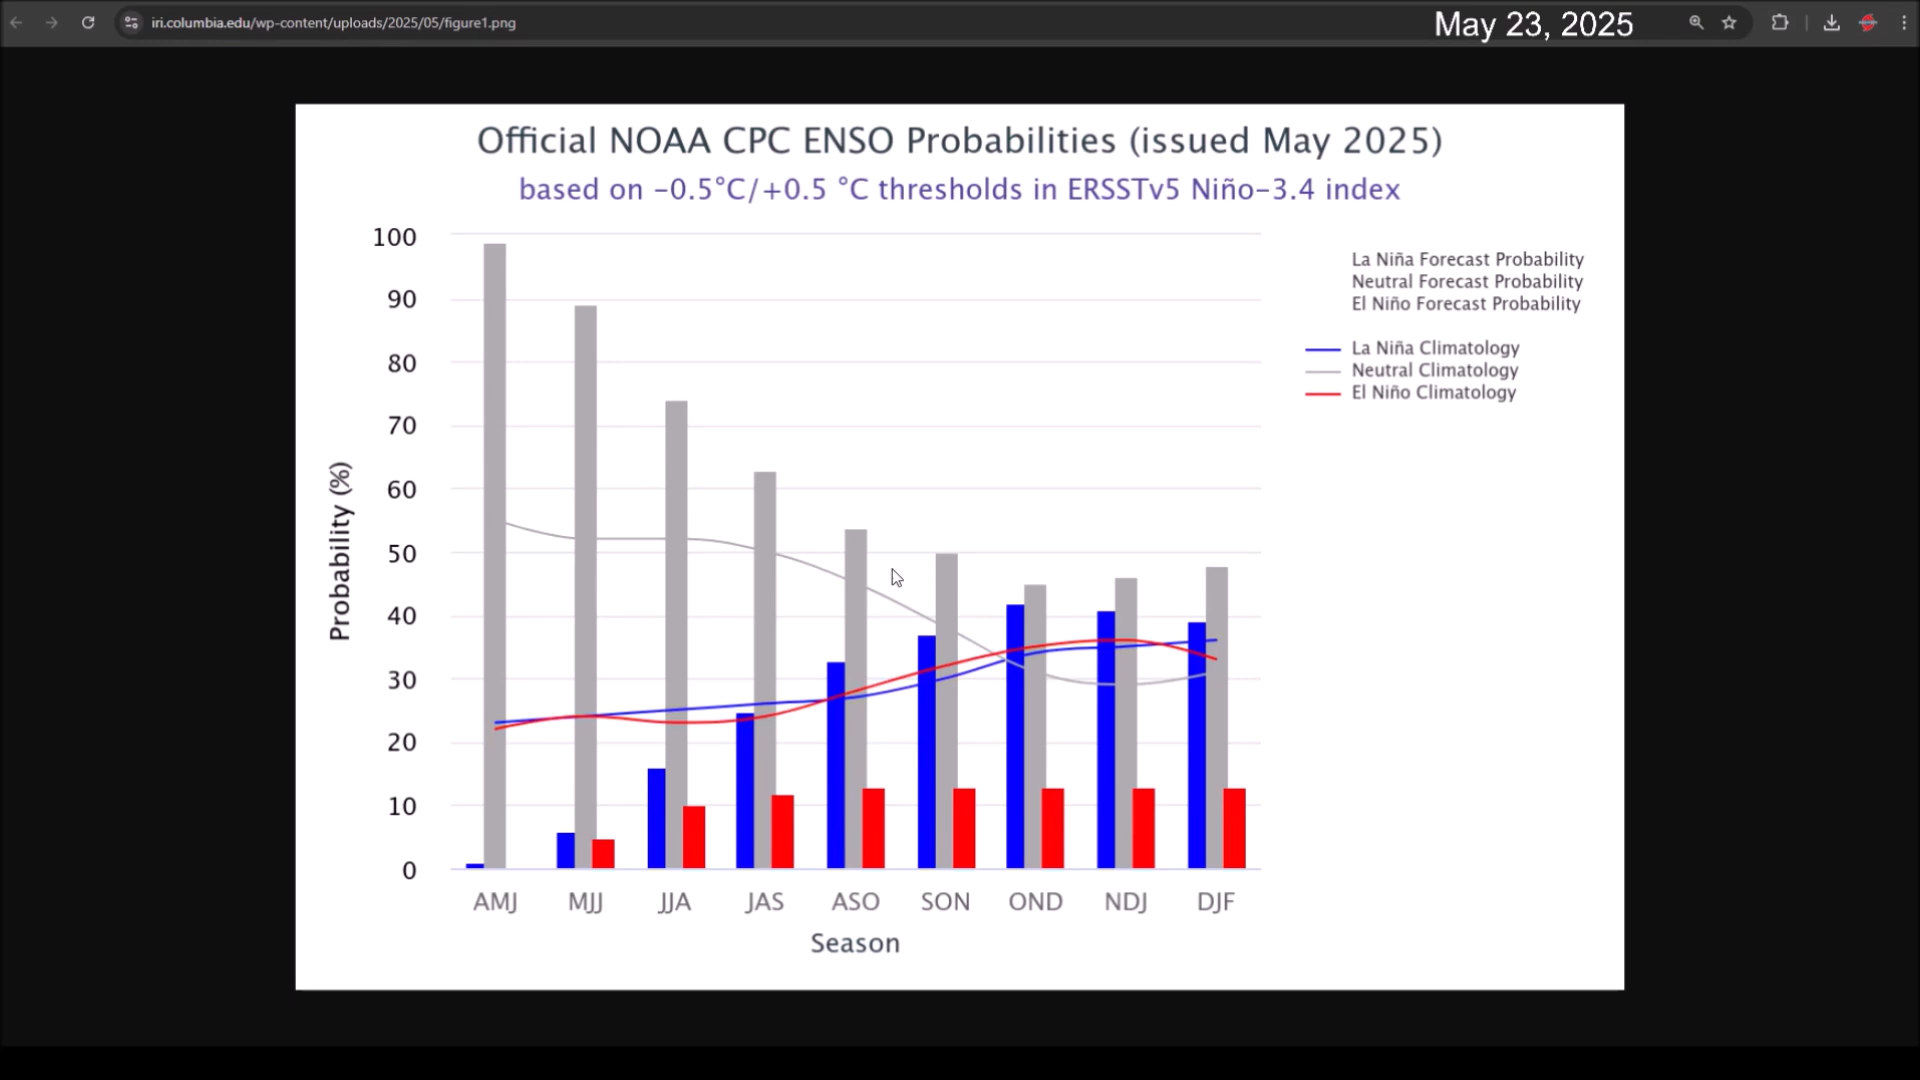 iri.columbia.edu/wp-content/uploads/2025/05/figure1.png
May 23, 2025
Official NOAA CPC ENSO Probabilities (issued May 2025)
based on −0.5°C/+0.5 °C thresholds in ERSSTv5 Niño−3.4 index
100
90
80
70
60
50
40
30
20
10
0
Probability (%)
La Niña Forecast Probability
Neutral Forecast Probability
El Niño Forecast Probability
La Niña Climatology
Neutral Climatology
El Niño Climatology
AMJ MJJ JJA JAS ASO SON OND NDJ DJF
Season